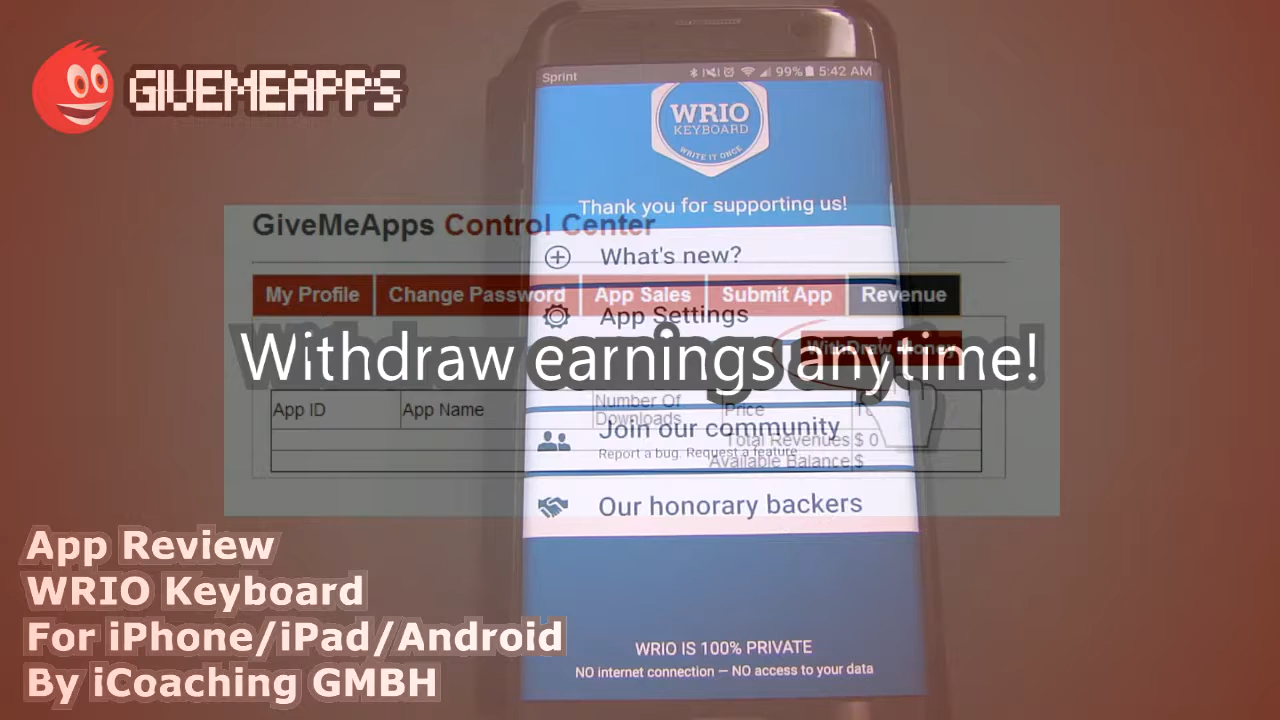 GIVEMEAPPS
Sprint
99% 5:42 AM
WRIO
KEYBOARD
WRITE IT ONCE
Thank you for supporting us!
GiveMeApps Control Center
What's new?
My Profile
Change Password
App Sales
Submit App
Revenue
App Settings
WithDraw Money
Withdraw earnings anytime!
App ID
App Name
Number Of
Downloads
Price
Join our community
Total Revenues $ 0
Report a bug. Request a feature.
Available Balance $
Our honorary backers
App Review
WRIO Keyboard
For iPhone/iPad/Android
By iCoaching GMBH
WRIO IS 100% PRIVATE
NO internet connection — NO access to your data